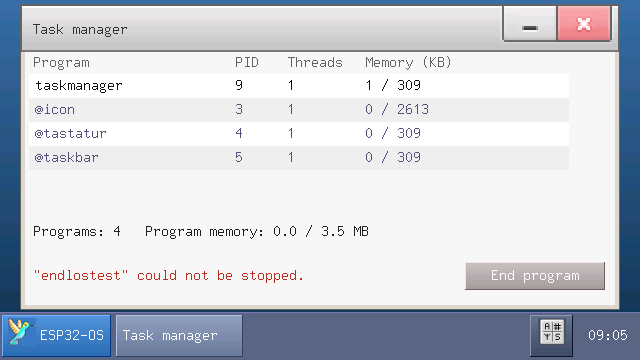 Task manager
Program PID Threads Memory (KB)
taskmanager 9 1 1 / 309
@icon 3 1 0 / 2613
@tastatur 4 1 0 / 309
@taskbar 5 1 0 / 309
Programs: 4 Program memory: 0.0 / 3.5 MB
"endlostest" could not be stopped.
End program
ESP32-OS Task manager A# TS 09:05